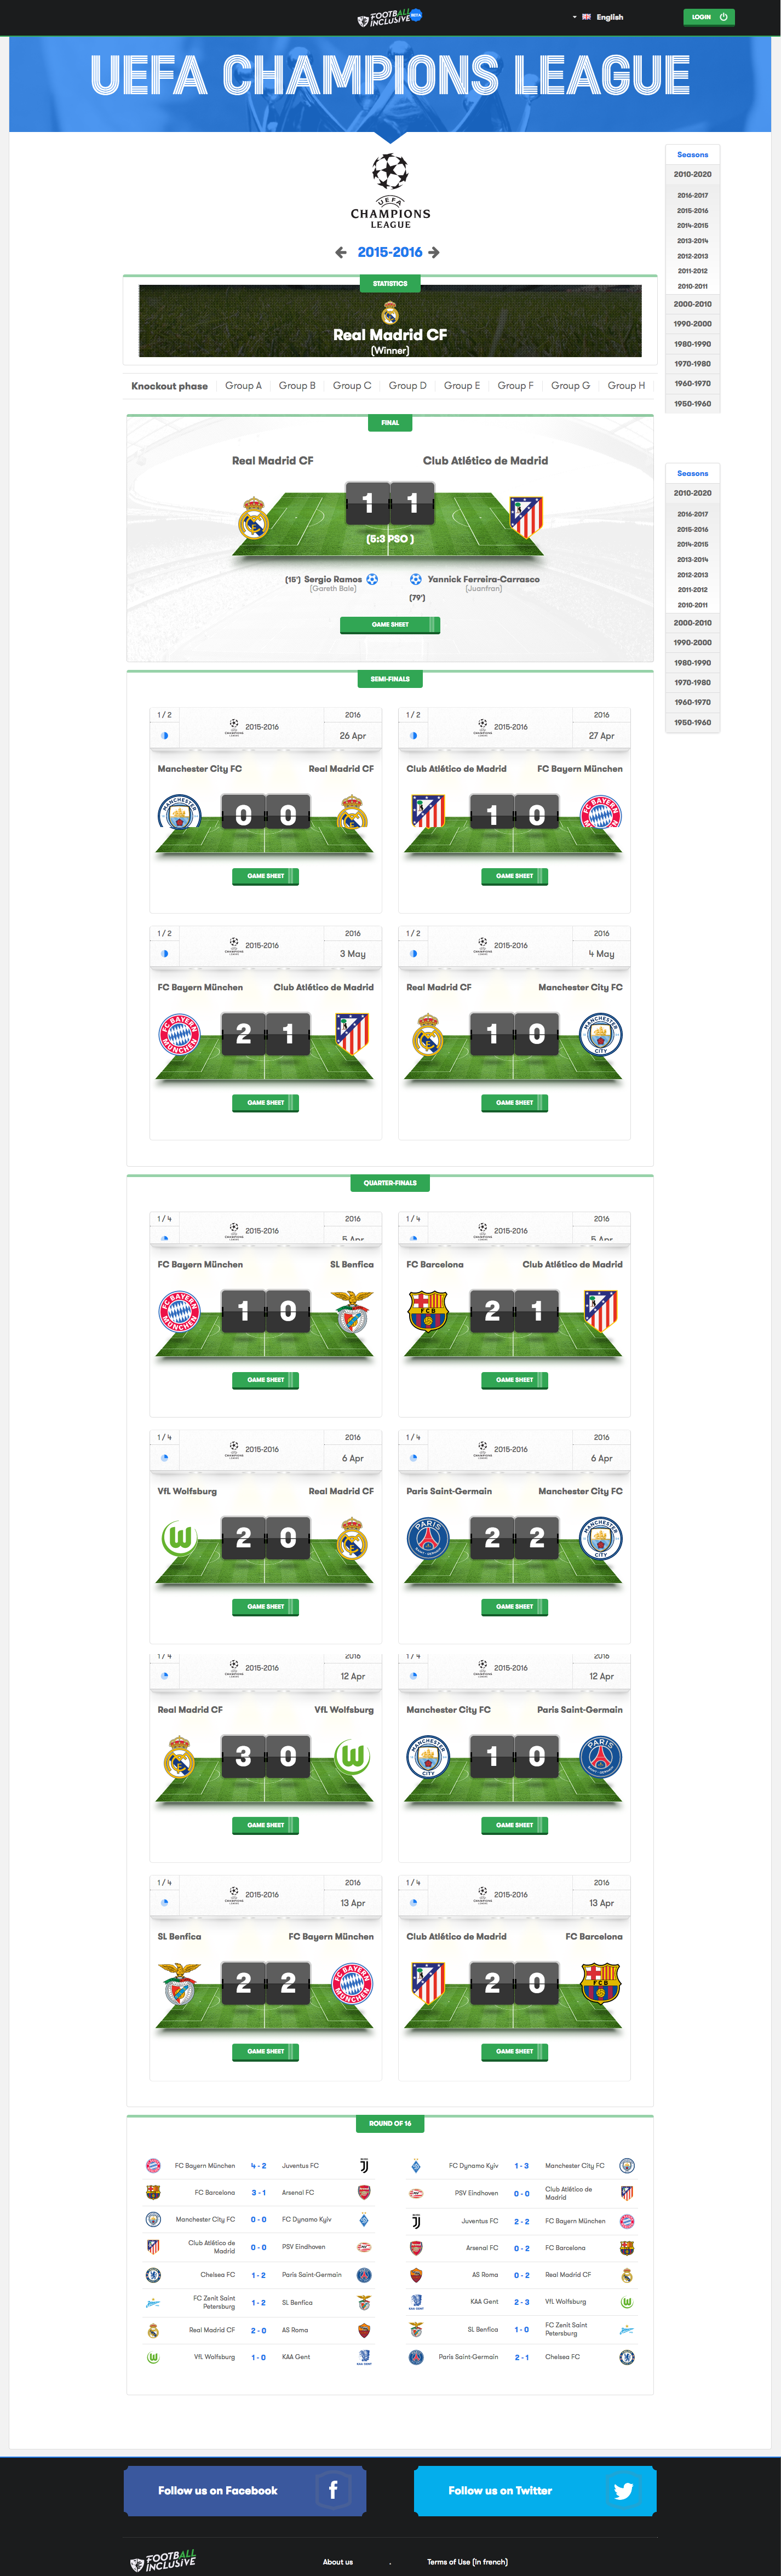 FOOTBALL
INCLUSIVE
BETA
English
LOGIN
UEFA CHAMPIONS LEAGUE
UEFA
CHAMPIONS
LEAGUE
2015-2016
STATISTICS
Real Madrid CF
(Winner)
Knockout phase Group A Group B Group C Group D Group E Group F Group G Group H
Seasons
2010-2020
2016-2017
2015-2016
2014-2015
2013-2014
2012-2013
2011-2012
2010-2011
2000-2010
1990-2000
1980-1990
1970-1980
1960-1970
1950-1960
Seasons
2010-2020
2016-2017
2015-2016
2014-2015
2013-2014
2012-2013
2011-2012
2010-2011
2000-2010
1990-2000
1980-1990
1970-1980
1960-1970
1950-1960
FINAL
Real Madrid CF Club Atlético de Madrid
1 1
(5:3 PSO )
(15') Sergio Ramos Yannick Ferreira-Carrasco
(Gareth Bale) (Juanfran)
(79')
GAME SHEET
SEMI-FINALS
1 / 2 2015-2016 2016
26 Apr
Manchester City FC Real Madrid CF
0 0
GAME SHEET
1 / 2 2015-2016 2016
27 Apr
Club Atlético de Madrid FC Bayern München
1 0
GAME SHEET
1 / 2 2015-2016 2016
3 May
FC Bayern München Club Atlético de Madrid
2 1
GAME SHEET
1 / 2 2015-2016 2016
4 May
Real Madrid CF Manchester City FC
1 0
GAME SHEET
QUARTER-FINALS
1 / 4 2015-2016 2016
5 Apr
FC Bayern München SL Benfica
1 0
GAME SHEET
1 / 4 2015-2016 2016
5 Apr
FC Barcelona Club Atlético de Madrid
2 1
GAME SHEET
1 / 4 2015-2016 2016
6 Apr
VfL Wolfsburg Real Madrid CF
2 0
GAME SHEET
1 / 4 2015-2016 2016
6 Apr
Paris Saint-Germain Manchester City FC
2 2
GAME SHEET
1 / 4 2015-2016 2016
12 Apr
Real Madrid CF VfL Wolfsburg
3 0
GAME SHEET
1 / 4 2015-2016 2016
12 Apr
Manchester City FC Paris Saint-Germain
1 0
GAME SHEET
1 / 4 2015-2016 2016
13 Apr
SL Benfica FC Bayern München
2 2
GAME SHEET
1 / 4 2015-2016 2016
13 Apr
Club Atlético de Madrid FC Barcelona
2 0
GAME SHEET
ROUND OF 16
FC Bayern München 4 - 2 Juventus FC
FC Barcelona 3 - 1 Arsenal FC
Manchester City FC 0 - 0 FC Dynamo Kyiv
Club Atlético de
Madrid 0 - 0 PSV Eindhoven
Chelsea FC 1 - 2 Paris Saint-Germain
FC Zenit Saint
Petersburg 1 - 2 SL Benfica
Real Madrid CF 2 - 0 AS Roma
VfL Wolfsburg 1 - 0 KAA Gent
FC Dynamo Kyiv 1 - 3 Manchester City FC
PSV Eindhoven 0 - 0 Club Atlético de
Madrid
Juventus FC 2 - 2 FC Bayern München
Arsenal FC 0 - 2 FC Barcelona
AS Roma 0 - 2 Real Madrid CF
KAA Gent 2 - 3 VfL Wolfsburg
SL Benfica 1 - 0 FC Zenit Saint
Petersburg
Paris Saint-Germain 2 - 1 Chelsea FC
Follow us on Facebook
Follow us on Twitter
FOOTBALL
INCLUSIVE
About us . Terms of Use (in french)